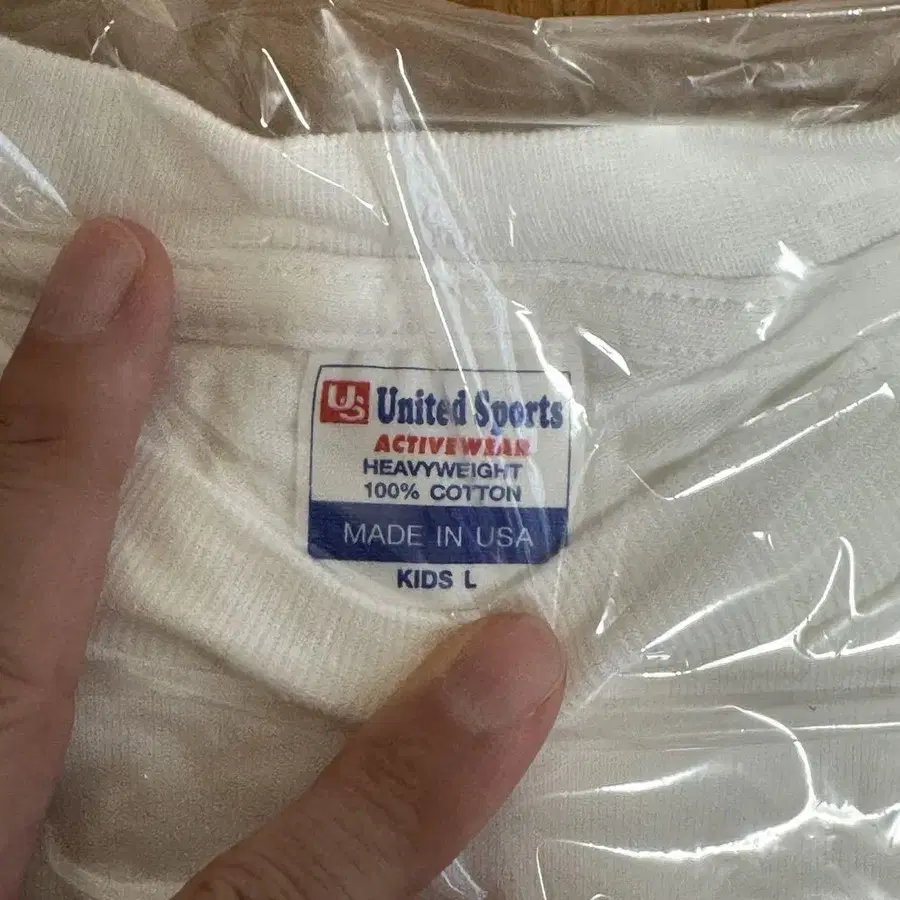 US United Sports
ACTIVEWEAR
HEAVYWEIGHT
100% COTTON
MADE IN USA
KIDS L